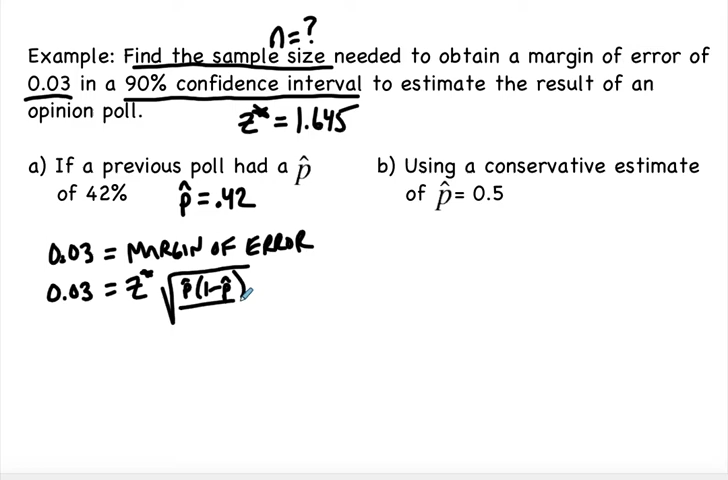 n=?
Example: Find the sample size needed to obtain a margin of error of
0.03 in a 90% confidence interval to estimate the result of an
opinion poll.
z* = 1.645
a) If a previous poll had a p̂
of 42%
p̂ = .42
0.03 = MARGIN OF ERROR
0.03 = z* √p̂(1-p̂)
b) Using a conservative estimate
of p̂ = 0.5